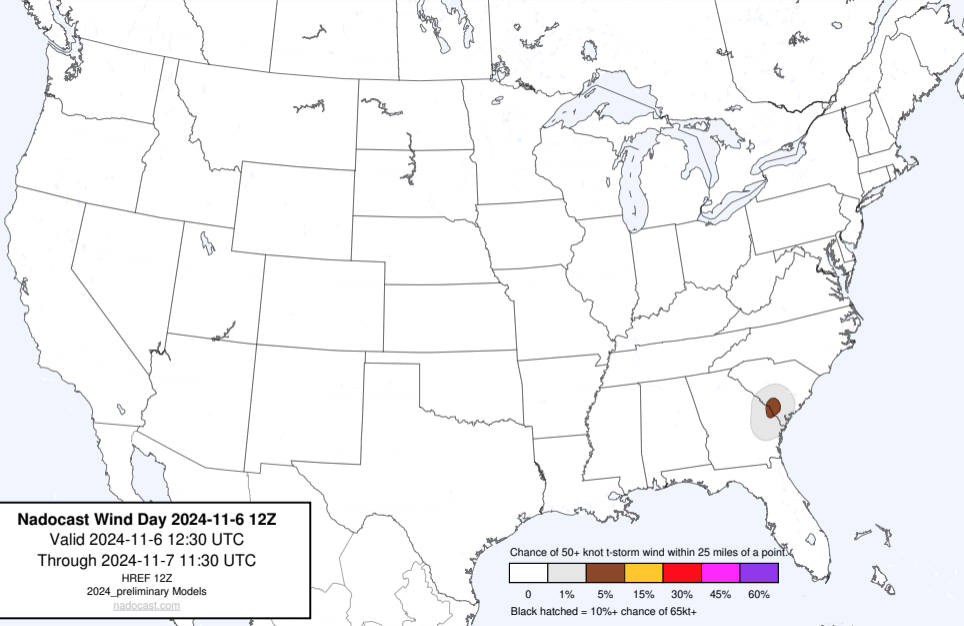 Nadocast Wind Day 2024-11-6 12Z
Valid 2024-11-6 12:30 UTC
Through 2024-11-7 11:30 UTC
HREF 12Z
2024_preliminary Models
nadocast.com
Chance of 50+ knot t-storm wind within 25 miles of a point.
0 1% 5% 15% 30% 45% 60%
Black hatched = 10%+ chance of 65kt+